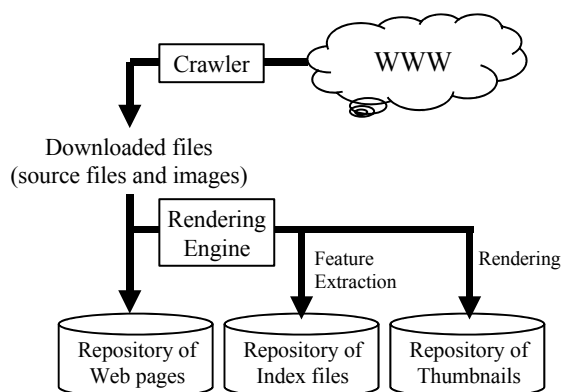 WWW
Crawler
Downloaded files
(source files and images)
Rendering
Engine
Feature
Extraction
Rendering
Repository of
Web pages
Repository of
Index files
Repository of
Thumbnails